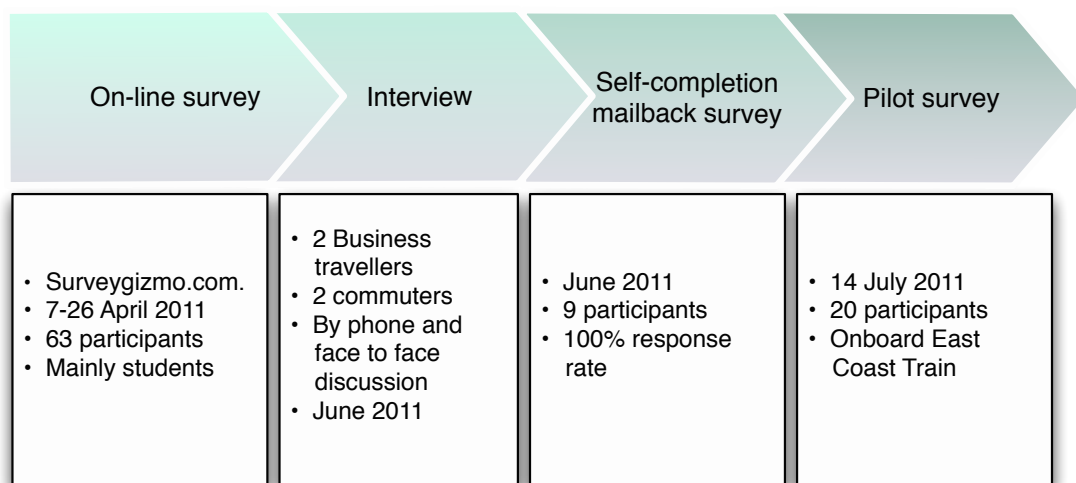 On-line survey
Interview
Self-completion
mailback survey
Pilot survey
• Surveygizmo.com.
• 7-26 April 2011
• 63 participants
• Mainly students
• 2 Business
travellers
• 2 commuters
• By phone and
face to face
discussion
• June 2011
• June 2011
• 9 participants
• 100% response
rate
• 14 July 2011
• 20 participants
• Onboard East
Coast Train